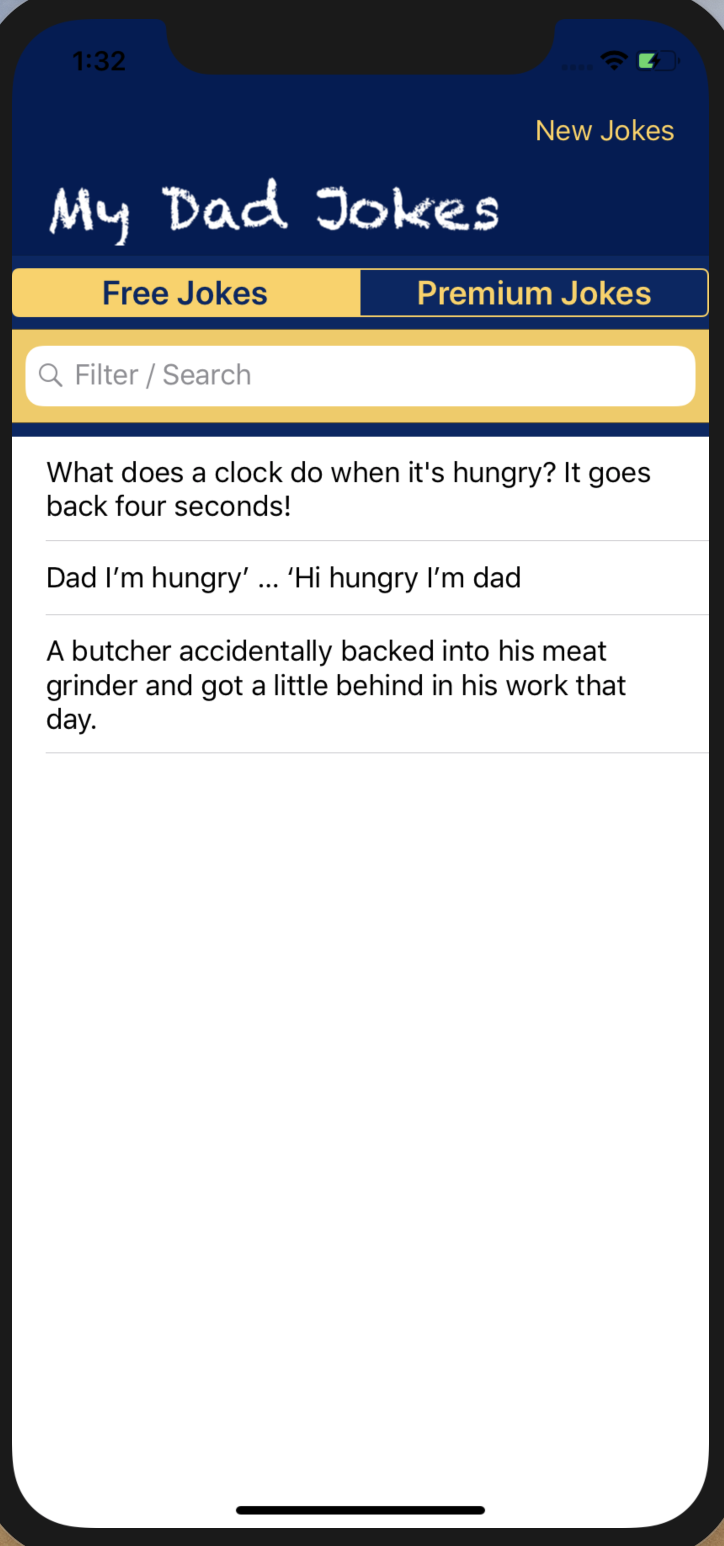 1:32
New Jokes
My Dad Jokes
Free Jokes
Premium Jokes
Filter / Search
What does a clock do when it's hungry? It goes
back four seconds!
Dad I’m hungry’ ... ‘Hi hungry I’m dad
A butcher accidentally backed into his meat
grinder and got a little behind in his work that
day.